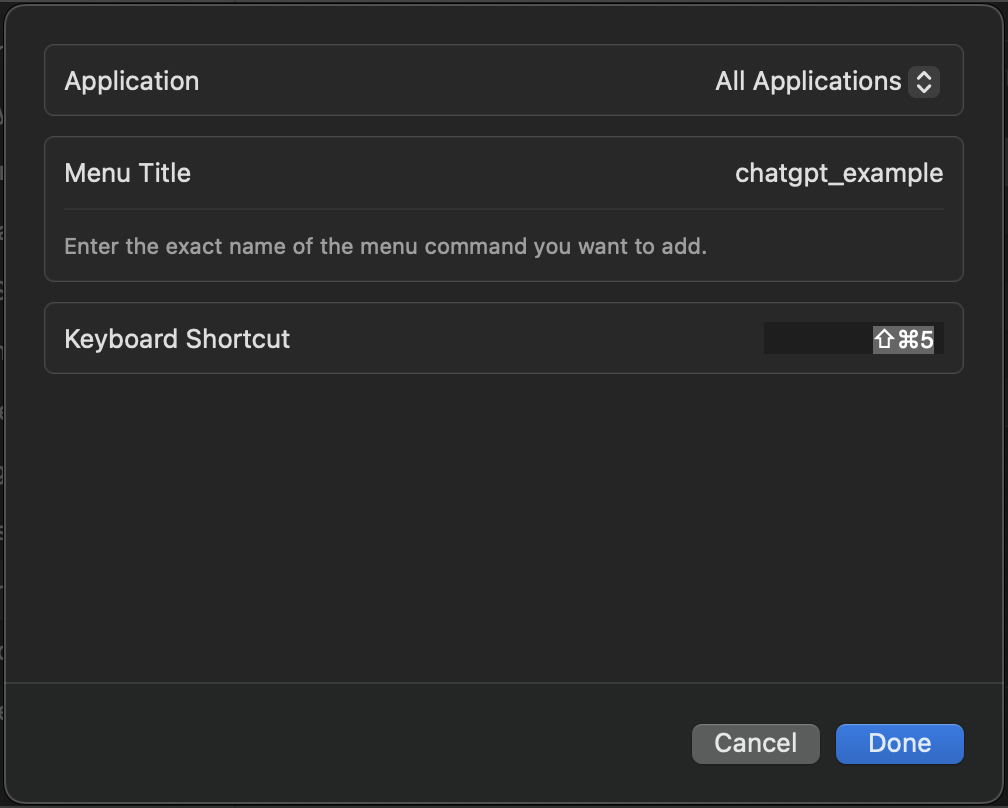 Application
All Applications
Menu Title
chatgpt_example
Enter the exact name of the menu command you want to add.
Keyboard Shortcut
⇧⌘5
Cancel
Done